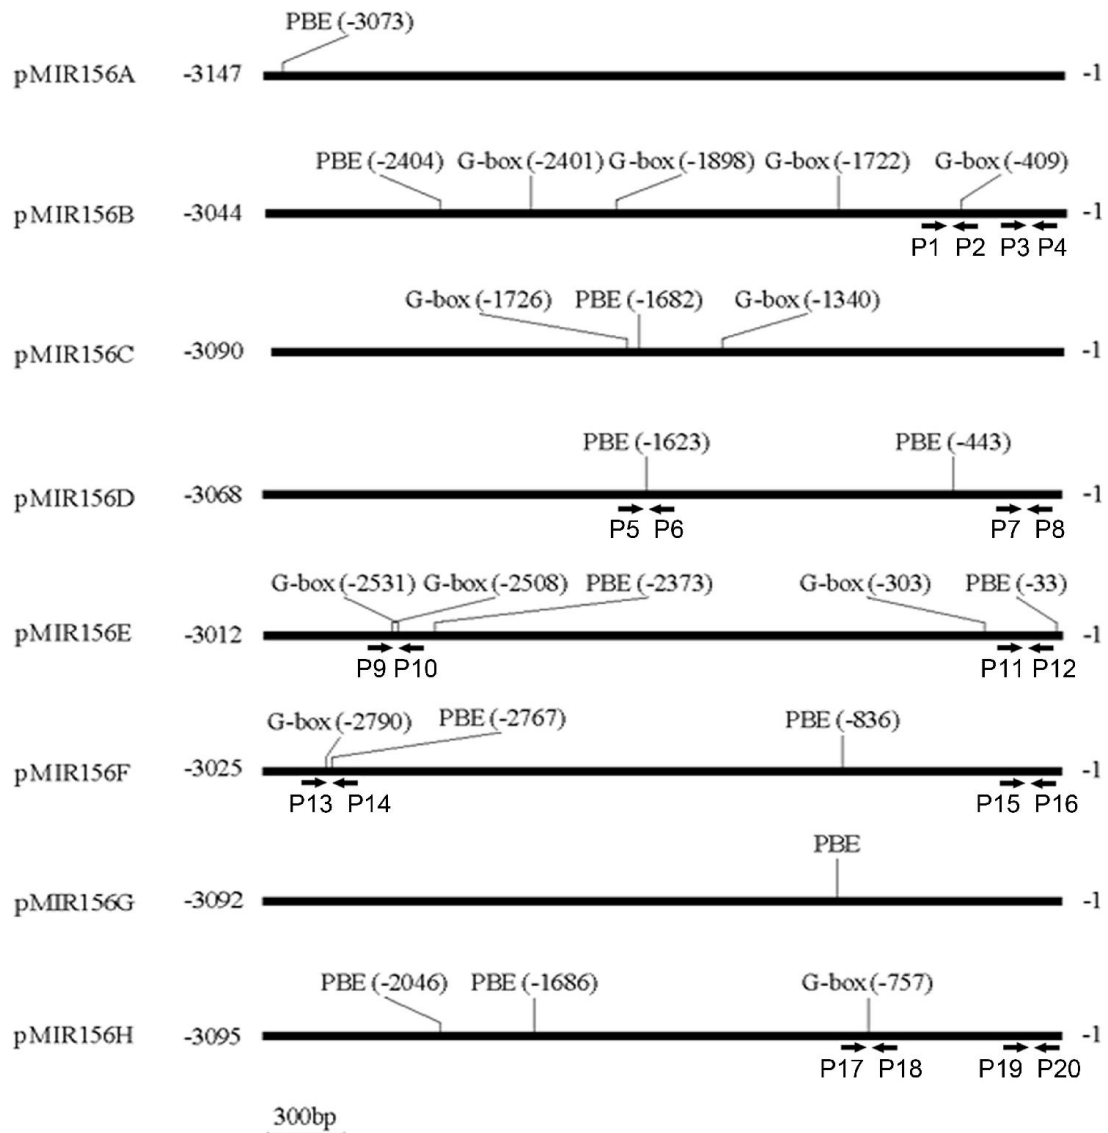 PBE (-3073)
pMIR156A -3147 -1
PBE (-2404) G-box (-2401) G-box (-1898) G-box (-1722) G-box (-409)
pMIR156B -3044 -1
P1 P2 P3 P4
G-box (-1726) PBE (-1682) G-box (-1340)
pMIR156C -3090 -1
PBE (-1623) PBE (-443)
pMIR156D -3068 -1
P5 P6 P7 P8
G-box (-2531) G-box (-2508) PBE (-2373) G-box (-303) PBE (-33)
pMIR156E -3012 -1
P9 P10 P11 P12
G-box (-2790) PBE (-2767) PBE (-836)
pMIR156F -3025 -1
P13 P14 P15 P16
PBE
pMIR156G -3092 -1
PBE (-2046) PBE (-1686) G-box (-757)
pMIR156H -3095 -1
P17 P18 P19 P20
300bp